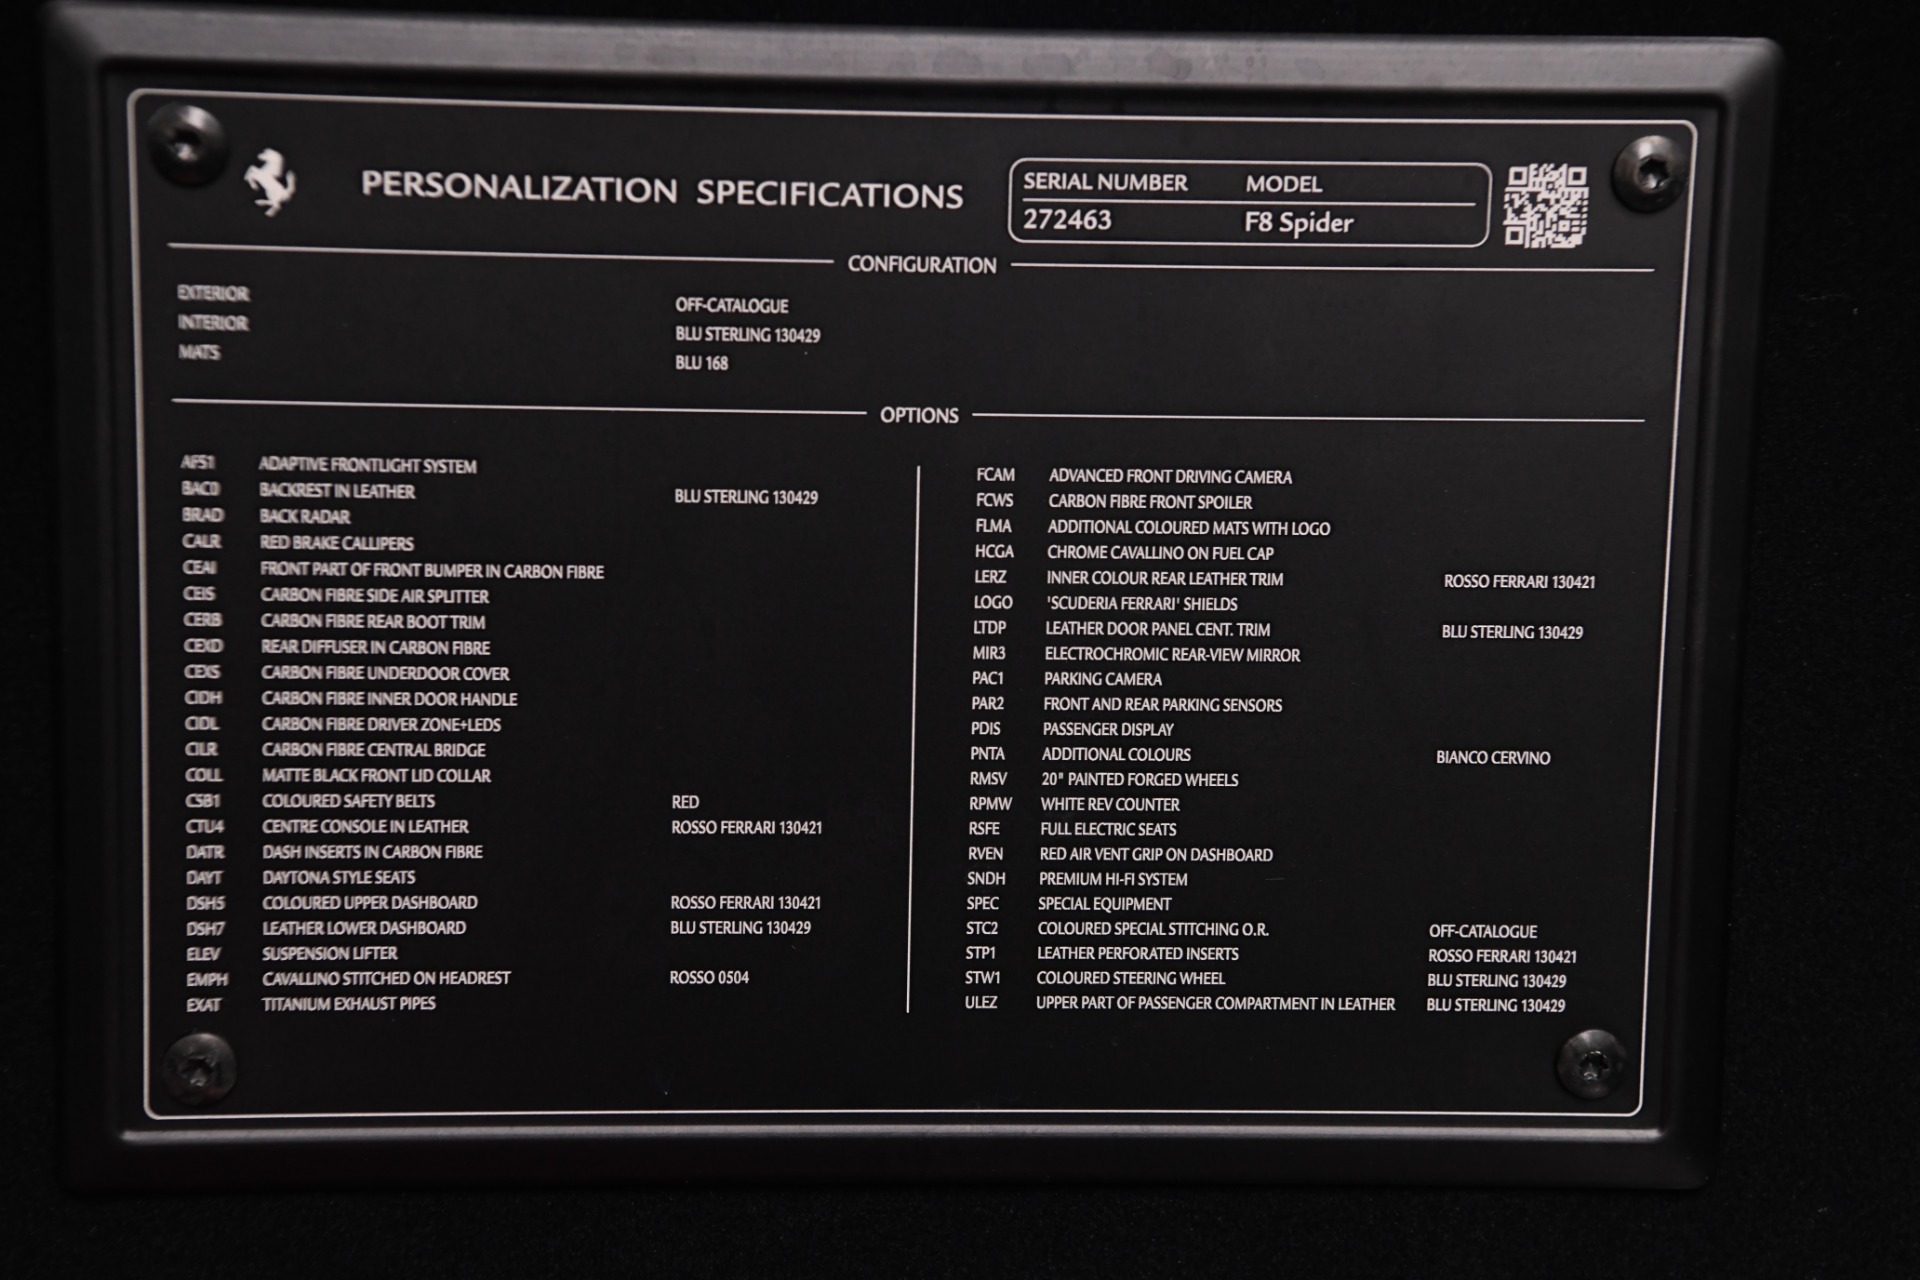 PERSONALIZATION SPECIFICATIONS
SERIAL NUMBER MODEL
272463 F8 Spider
CONFIGURATION
EXTERIOR OFF-CATALOGUE
INTERIOR BLU STERLING 130429
MATS BLU 168
OPTIONS
AFS1 ADAPTIVE FRONTLIGHT SYSTEM
BAC0 BACKREST IN LEATHER BLU STERLING 130429
BRAD BACK RADAR
CALR RED BRAKE CALLIPERS
CEAI FRONT PART OF FRONT BUMPER IN CARBON FIBRE
CEIS CARBON FIBRE SIDE AIR SPLITTER
CERB CARBON FIBRE REAR BOOT TRIM
CEXD REAR DIFFUSER IN CARBON FIBRE
CEXS CARBON FIBRE UNDERDOOR COVER
CIDH CARBON FIBRE INNER DOOR HANDLE
CIDL CARBON FIBRE DRIVER ZONE+LEDS
CILR CARBON FIBRE CENTRAL BRIDGE
COLL MATTE BLACK FRONT LID COLLAR
CSB1 COLOURED SAFETY BELTS RED
CTU4 CENTRE CONSOLE IN LEATHER ROSSO FERRARI 130421
DATR DASH INSERTS IN CARBON FIBRE
DAYT DAYTONA STYLE SEATS
DSH5 COLOURED UPPER DASHBOARD ROSSO FERRARI 130421
DSH7 LEATHER LOWER DASHBOARD BLU STERLING 130429
ELEV SUSPENSION LIFTER
EMPH CAVALLINO STITCHED ON HEADREST ROSSO 0504
EXAT TITANIUM EXHAUST PIPES
FCAM ADVANCED FRONT DRIVING CAMERA
FCWS CARBON FIBRE FRONT SPOILER
FLMA ADDITIONAL COLOURED MATS WITH LOGO
HCGA CHROME CAVALLINO ON FUEL CAP
LERZ INNER COLOUR REAR LEATHER TRIM ROSSO FERRARI 130421
LOGO 'SCUDERIA FERRARI' SHIELDS
LTDP LEATHER DOOR PANEL CENT. TRIM BLU STERLING 130429
MIR3 ELECTROCHROMIC REAR-VIEW MIRROR
PAC1 PARKING CAMERA
PAR2 FRONT AND REAR PARKING SENSORS
PDIS PASSENGER DISPLAY
PNTA ADDITIONAL COLOURS BIANCO CERVINO
RMSV 20" PAINTED FORGED WHEELS
RPMW WHITE REV COUNTER
RSFE FULL ELECTRIC SEATS
RVEN RED AIR VENT GRIP ON DASHBOARD
SNDH PREMIUM HI-FI SYSTEM
SPEC SPECIAL EQUIPMENT
STC2 COLOURED SPECIAL STITCHING O.R. OFF-CATALOGUE
STP1 LEATHER PERFORATED INSERTS ROSSO FERRARI 130421
STW1 COLOURED STEERING WHEEL BLU STERLING 130429
ULEZ UPPER PART OF PASSENGER COMPARTMENT IN LEATHER BLU STERLING 130429